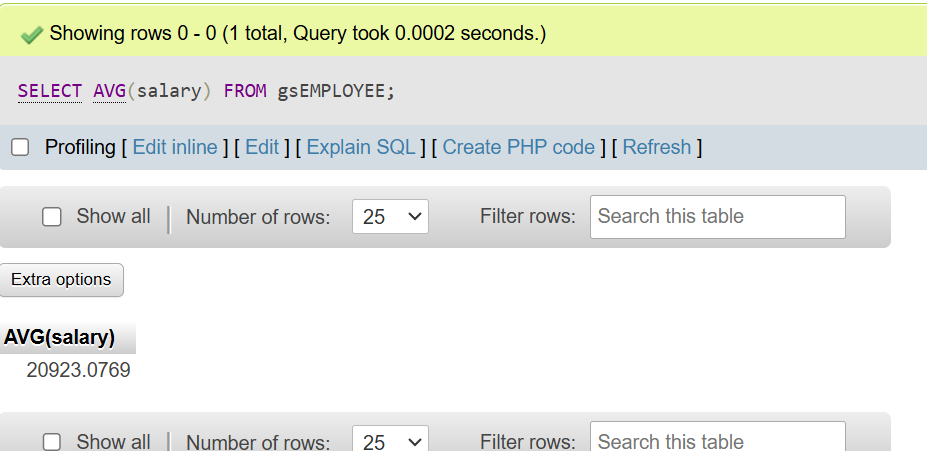 Showing rows 0 - 0 (1 total, Query took 0.0002 seconds.)
SELECT AVG(salary) FROM gsEMPLOYEE;
Profiling [ Edit inline ] [ Edit ] [ Explain SQL ] [ Create PHP code ] [ Refresh ]
Show all | Number of rows: 25 Filter rows: Search this table
Extra options
AVG(salary)
20923.0769
Show all | Number of rows: 25 Filter rows: Search this table